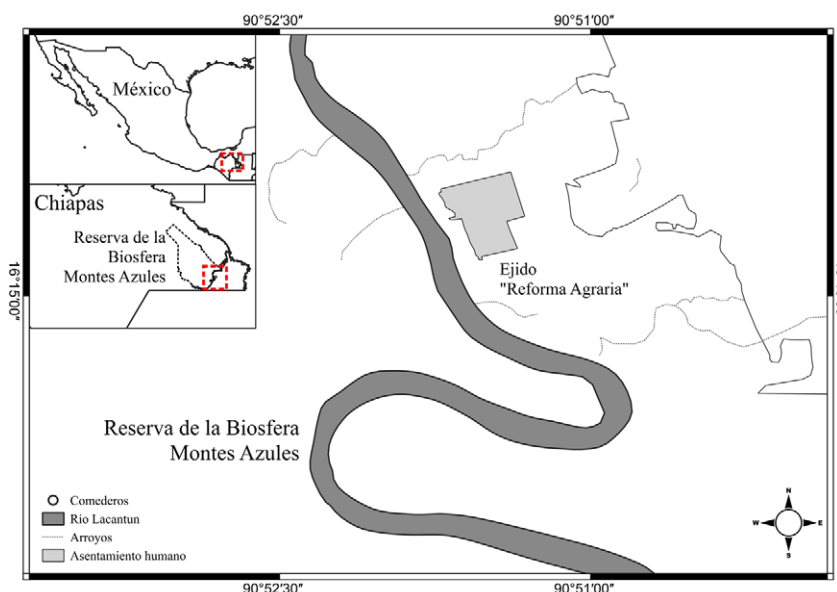 90°52'30"
90°51'00"
México
Chiapas
Reserva de la
Biosfera
Montes Azules
16°15'00"
Ejido
"Reforma Agraria"
Reserva de la Biosfera
Montes Azules
Comederos
Rio Lacantun
Arroyos
Asentamiento humano
N
W
E
S
90°52'30"
90°51'00"